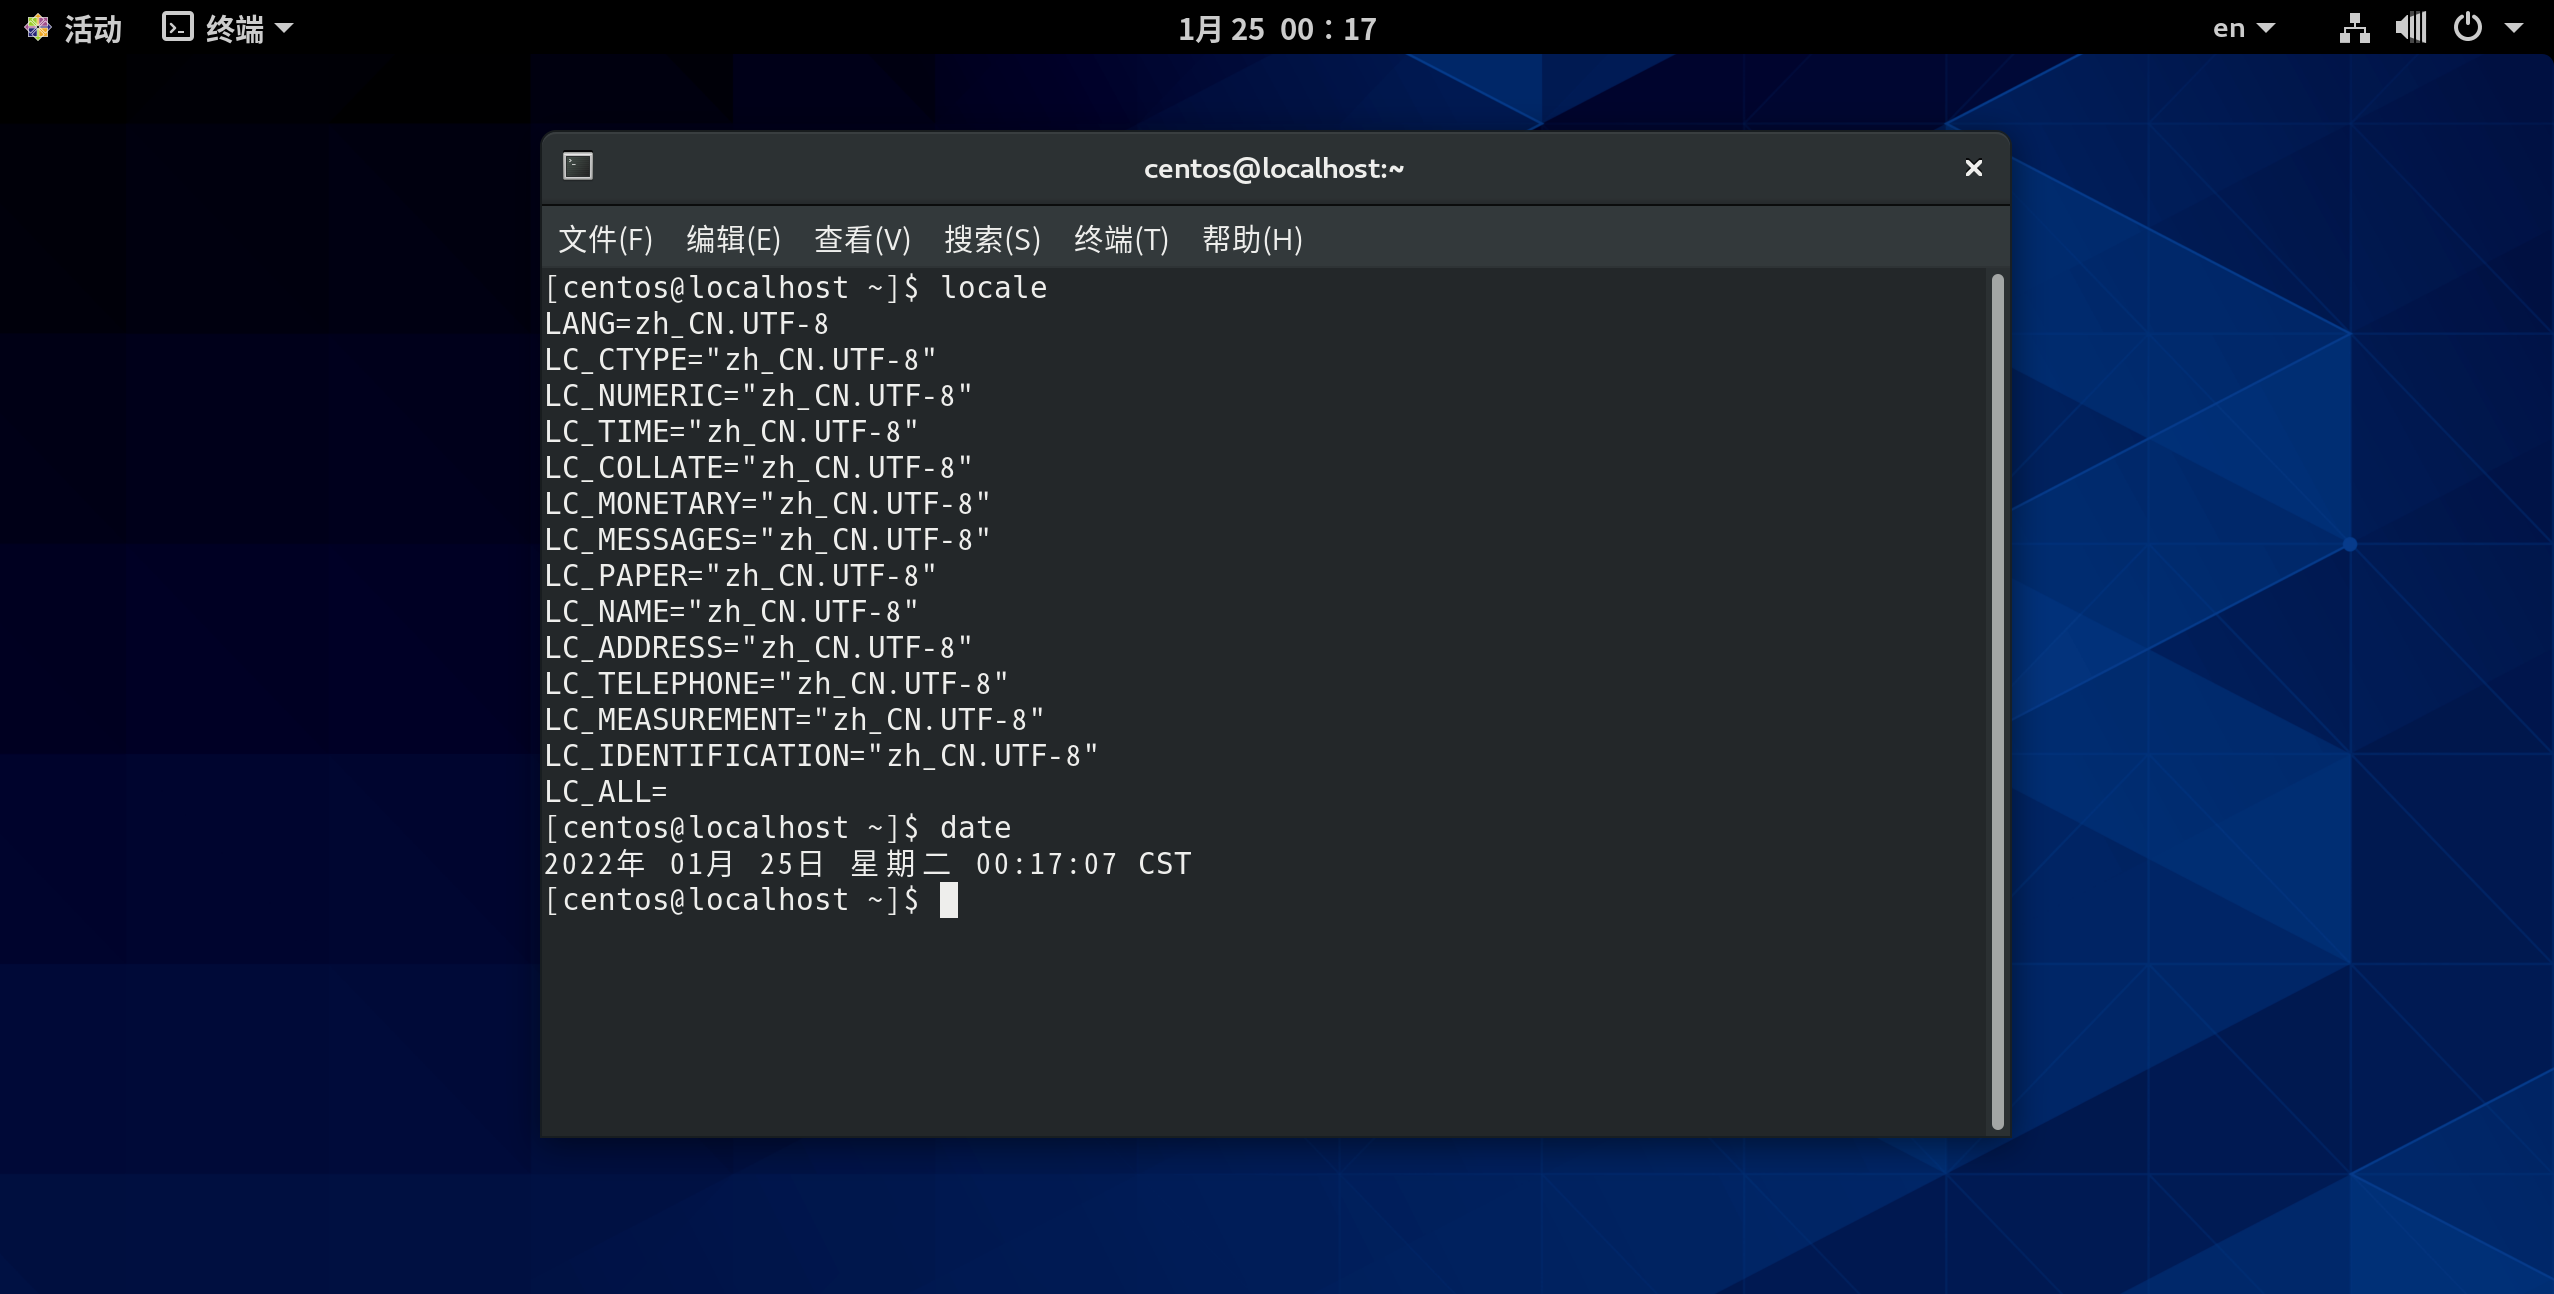 活动 终端 1月 25 00：17 en
centos@localhost:~
文件(F) 编辑(E) 查看(V) 搜索(S) 终端(T) 帮助(H)
[centos@localhost ~]$ locale
LANG=zh_CN.UTF-8
LC_CTYPE="zh_CN.UTF-8"
LC_NUMERIC="zh_CN.UTF-8"
LC_TIME="zh_CN.UTF-8"
LC_COLLATE="zh_CN.UTF-8"
LC_MONETARY="zh_CN.UTF-8"
LC_MESSAGES="zh_CN.UTF-8"
LC_PAPER="zh_CN.UTF-8"
LC_NAME="zh_CN.UTF-8"
LC_ADDRESS="zh_CN.UTF-8"
LC_TELEPHONE="zh_CN.UTF-8"
LC_MEASUREMENT="zh_CN.UTF-8"
LC_IDENTIFICATION="zh_CN.UTF-8"
LC_ALL=
[centos@localhost ~]$ date
2022年 01月 25日 星期二 00:17:07 CST
[centos@localhost ~]$